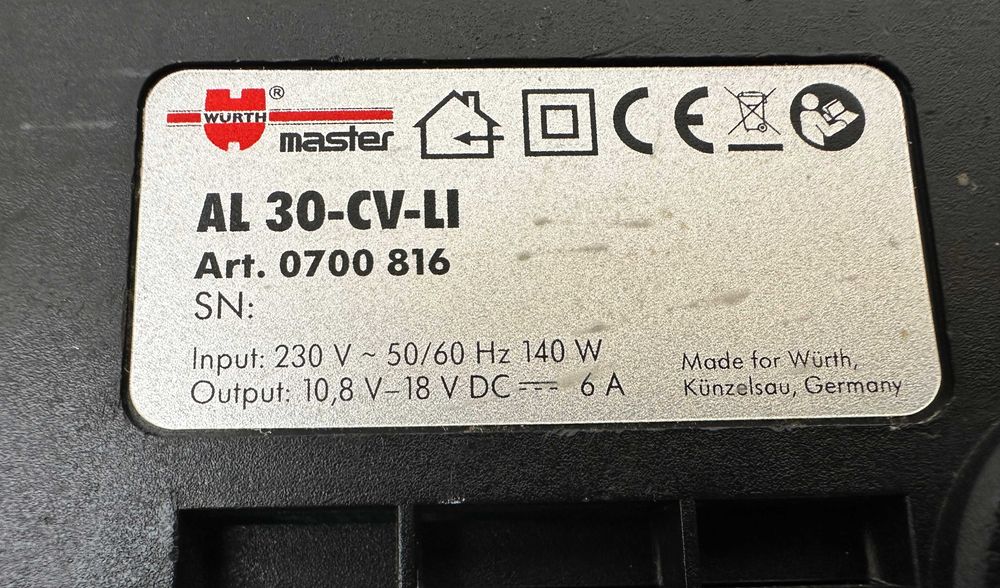 WÜRTH®
master
CE
AL 30-CV-LI
Art. 0700 816
SN:
Input: 230 V ~ 50/60 Hz 140 W
Output: 10,8 V–18 V DC ⎓ 6 A
Made for Würth,
Künzelsau, Germany